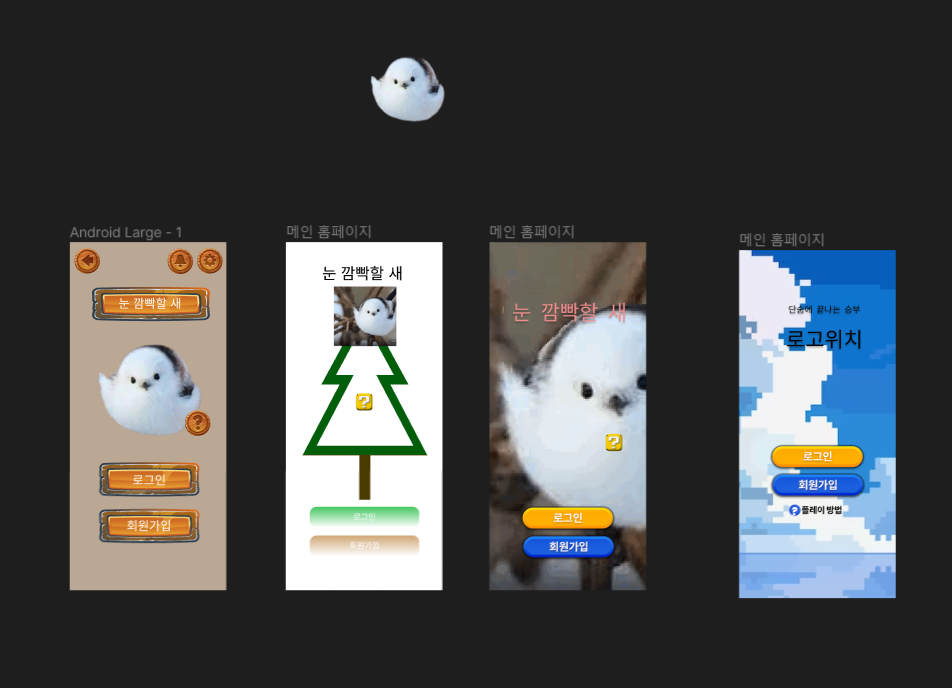 Android Large - 1
눈 깜빡할 새
?
로그인
회원가입
메인 홈페이지
눈 깜빡할 새
?
로그인
회원가입
메인 홈페이지
눈 깜빡할 새
?
로그인
회원가입
메인 홈페이지
단숨에 끝나는 승부
로고위치
로그인
회원가입
? 플레이 방법